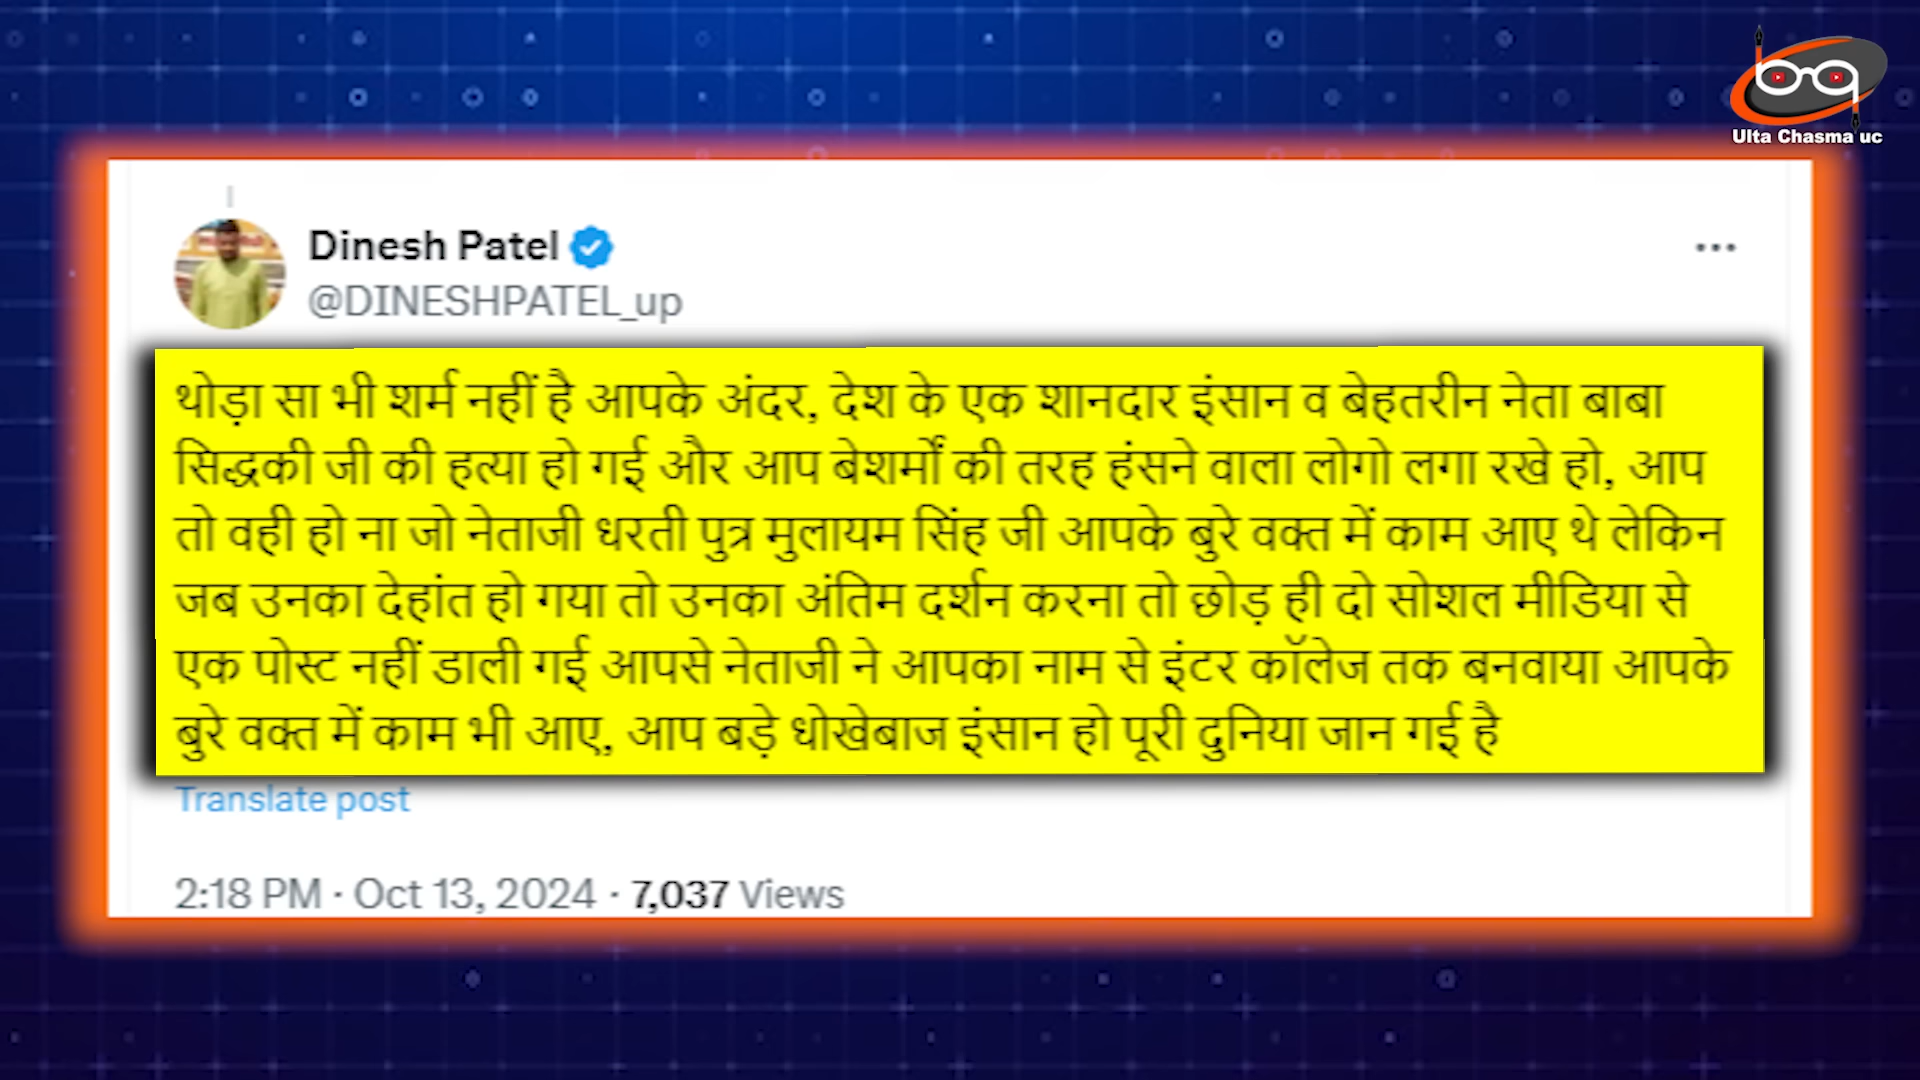 Ulta Chasma uc
Dinesh Patel
@DINESHPATEL_up
थोड़ा सा भी शर्म नहीं है आपके अंदर, देश के एक शानदार इंसान व बेहतरीन नेता बाबा
सिद्धकी जी की हत्या हो गई और आप बेशर्मों की तरह हंसने वाला लोगो लगा रखे हो, आप
तो वही हो ना जो नेताजी धरती पुत्र मुलायम सिंह जी आपके बुरे वक्त में काम आए थे लेकिन
जब उनका देहांत हो गया तो उनका अंतिम दर्शन करना तो छोड़ ही दो सोशल मीडिया से
एक पोस्ट नहीं डाली गई आपसे नेताजी ने आपका नाम से इंटर कॉलेज तक बनवाया आपके
बुरे वक्त में काम भी आए, आप बड़े धोखेबाज इंसान हो पूरी दुनिया जान गई है
Translate post
2:18 PM · Oct 13, 2024 · 7,037 Views